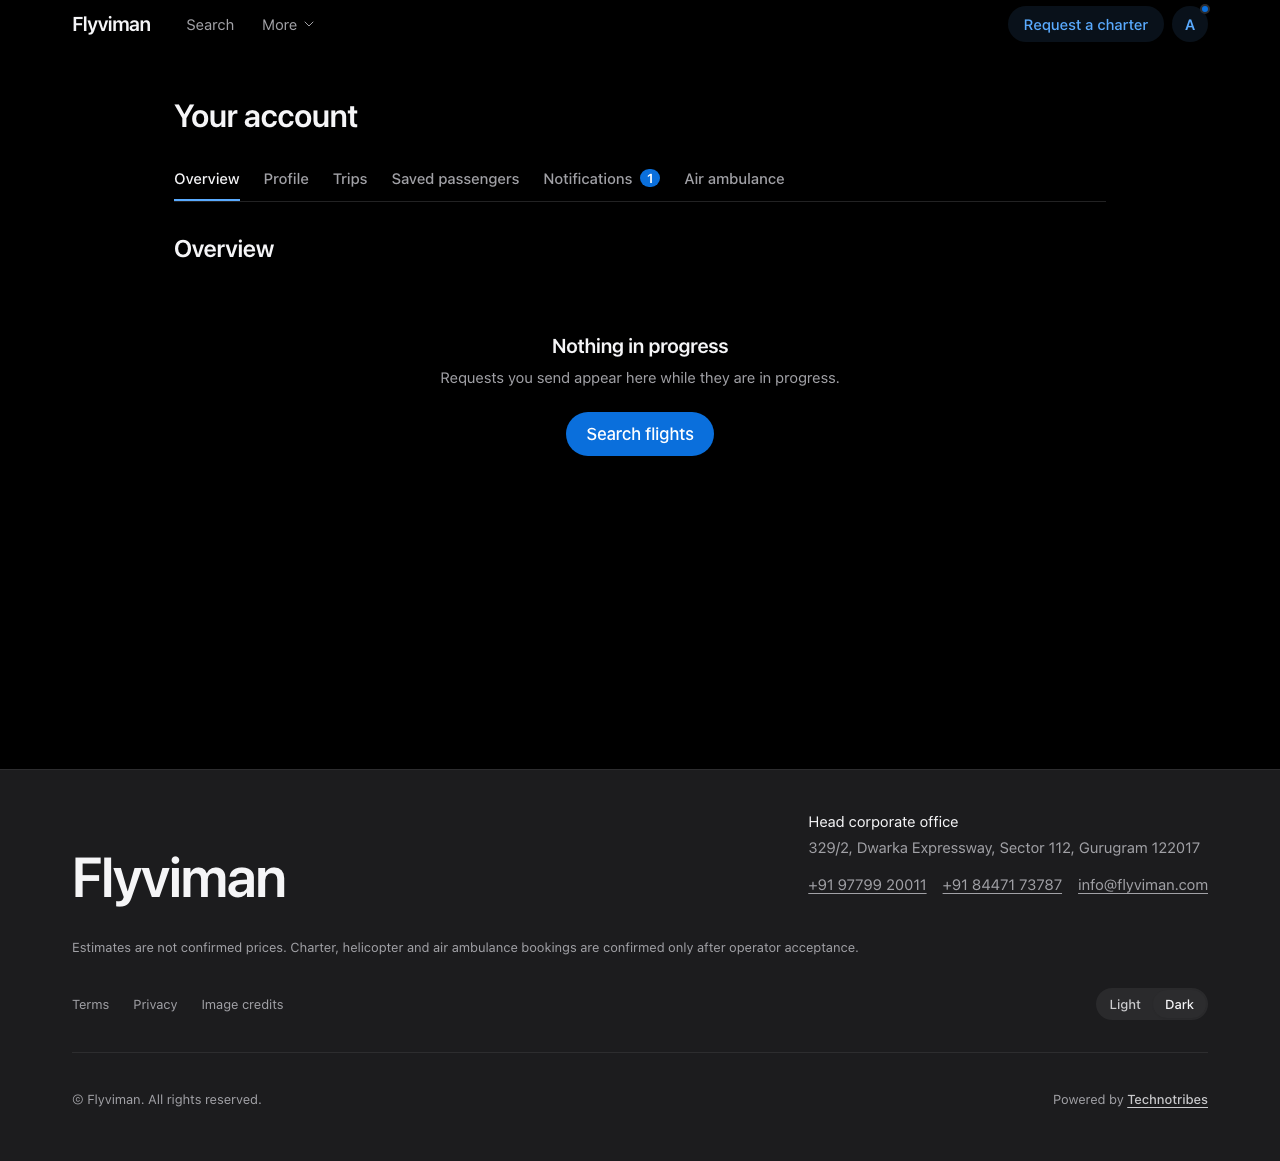 Flyviman
Search
More
Request a charter
A
Your account
Overview
Profile
Trips
Saved passengers
Notifications 1
Air ambulance
Overview
Nothing in progress
Requests you send appear here while they are in progress.
Search flights
Flyviman
Head corporate office
329/2, Dwarka Expressway, Sector 112, Gurugram 122017
+91 97799 20011
+91 84471 73787
info@flyviman.com
Estimates are not confirmed prices. Charter, helicopter and air ambulance bookings are confirmed only after operator acceptance.
Terms
Privacy
Image credits
Light
Dark
© Flyviman. All rights reserved.
Powered by Technotribes